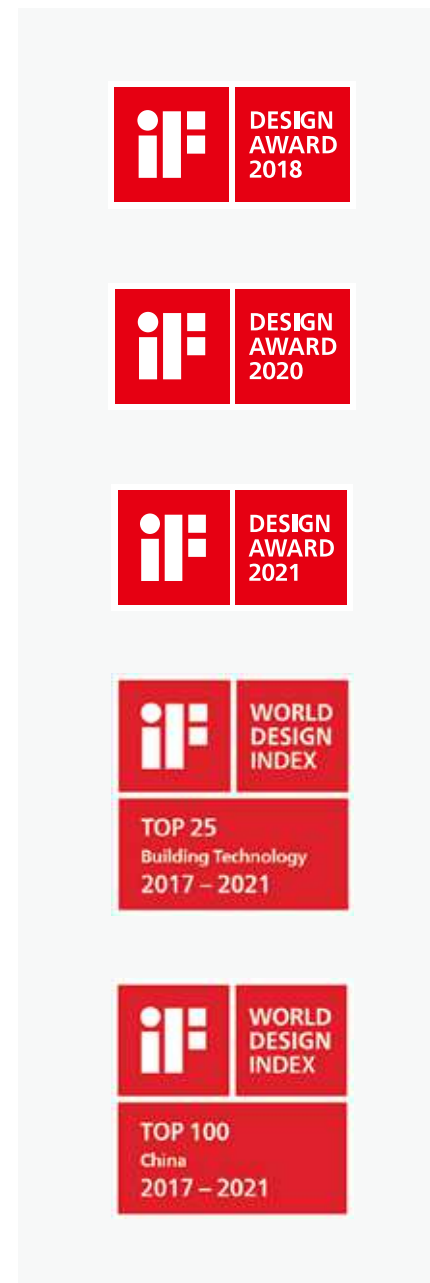 iF
DESIGN
AWARD
2018
iF
DESIGN
AWARD
2020
iF
DESIGN
AWARD
2021
iF
WORLD
DESIGN
INDEX
TOP 25
Building Technology
2017 – 2021
iF
WORLD
DESIGN
INDEX
TOP 100
China
2017 – 2021